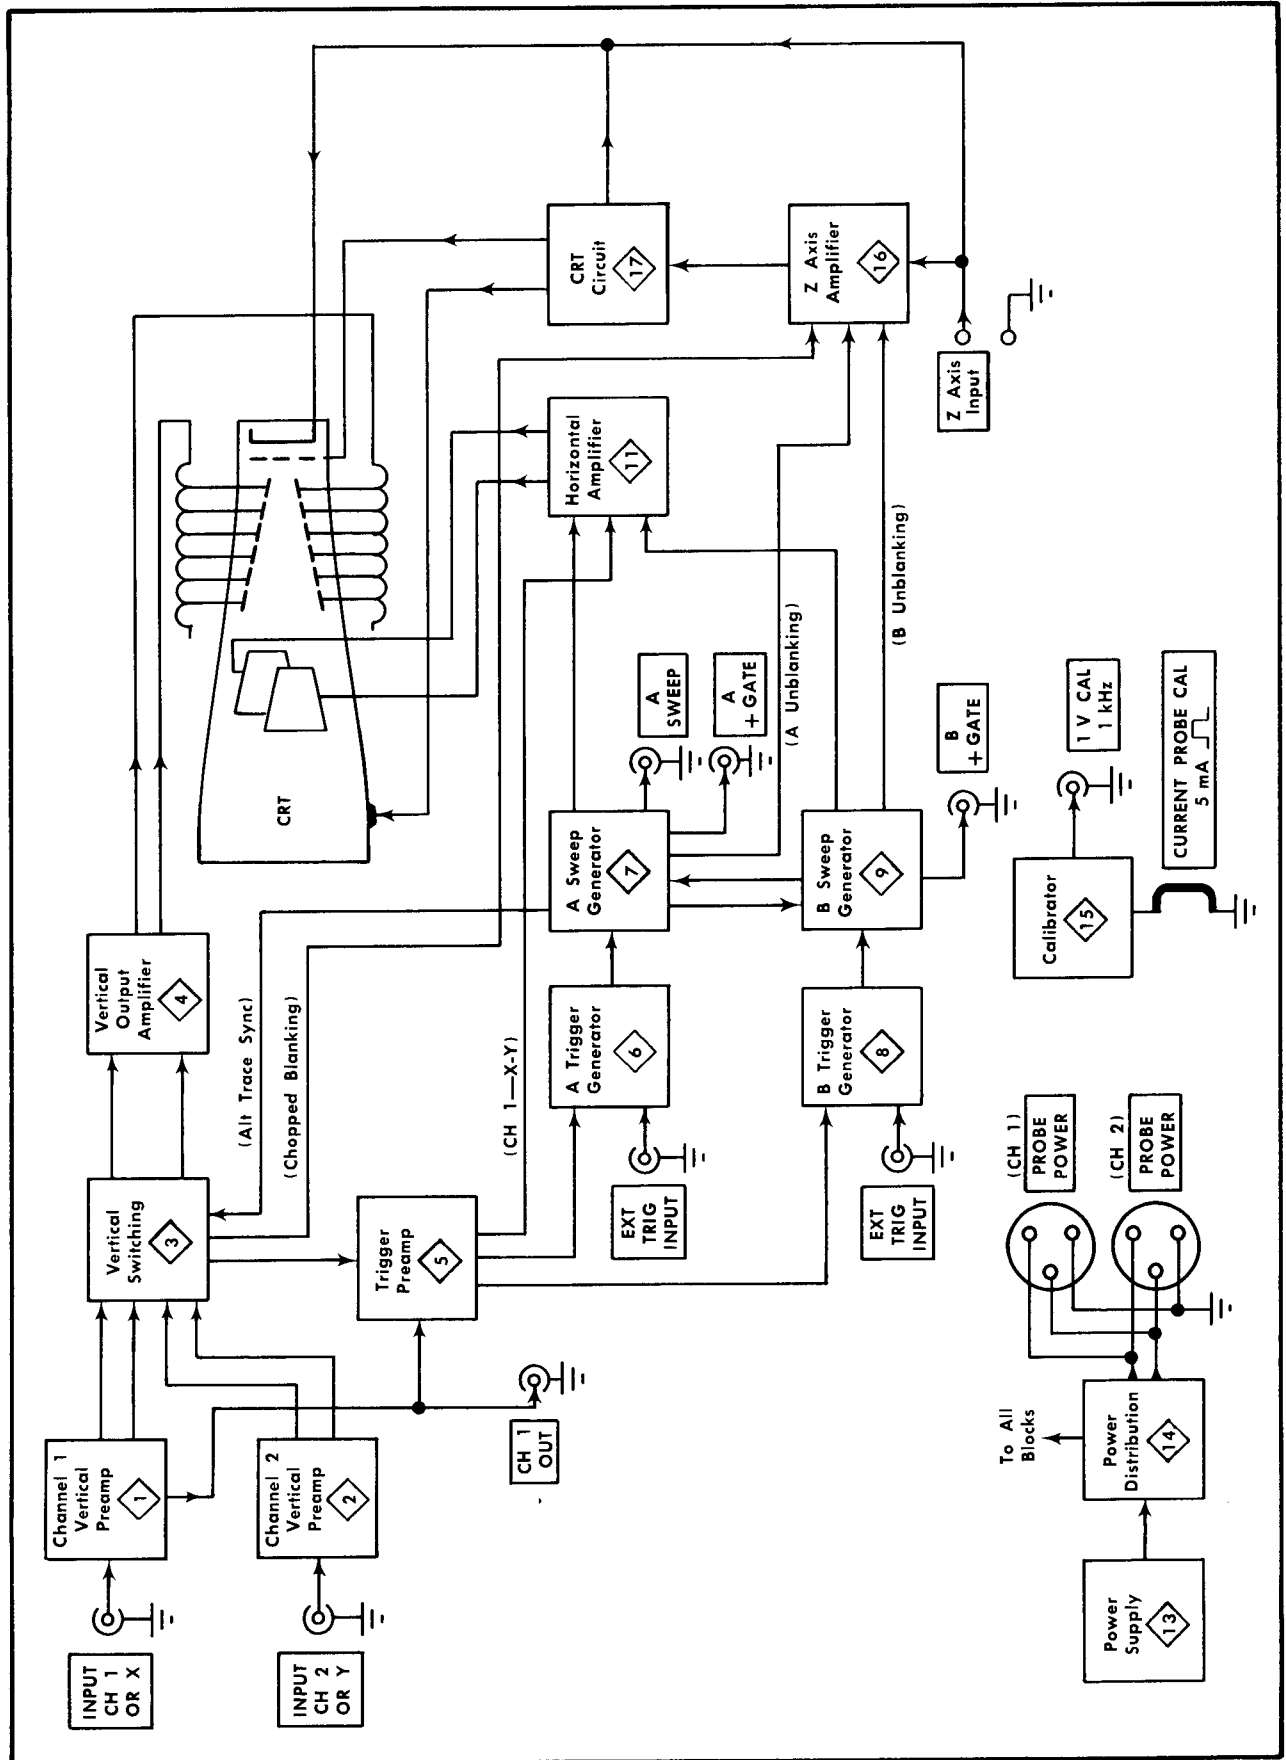 INPUT
CH 1
OR X
Channel 1
Vertical
Preamp
1
INPUT
CH 2
OR Y
Channel 2
Vertical
Preamp
2
CH 1
OUT
Vertical
Switching
3
Vertical
Output
Amplifier
4
(Alt Trace Sync)
(Chopped Blanking)
(CH 1—X-Y)
Trigger
Preamp
5
CRT
EXT
TRIG
INPUT
A Trigger
Generator
6
A Sweep
Generator
7
A
SWEEP
A
+ GATE
Horizontal
Amplifier
11
CRT
Circuit
17
(A Unblanking)
EXT
TRIG
INPUT
B Trigger
Generator
8
B Sweep
Generator
9
(B Unblanking)
B
+ GATE
Z Axis
Amplifier
16
Z Axis
Input
Power
Supply
13
Power
Distribution
14
To All
Blocks
(CH 1)
PROBE
POWER
(CH 2)
PROBE
POWER
Calibrator
15
1 V CAL
1 kHz
CURRENT PROBE CAL
5 mA